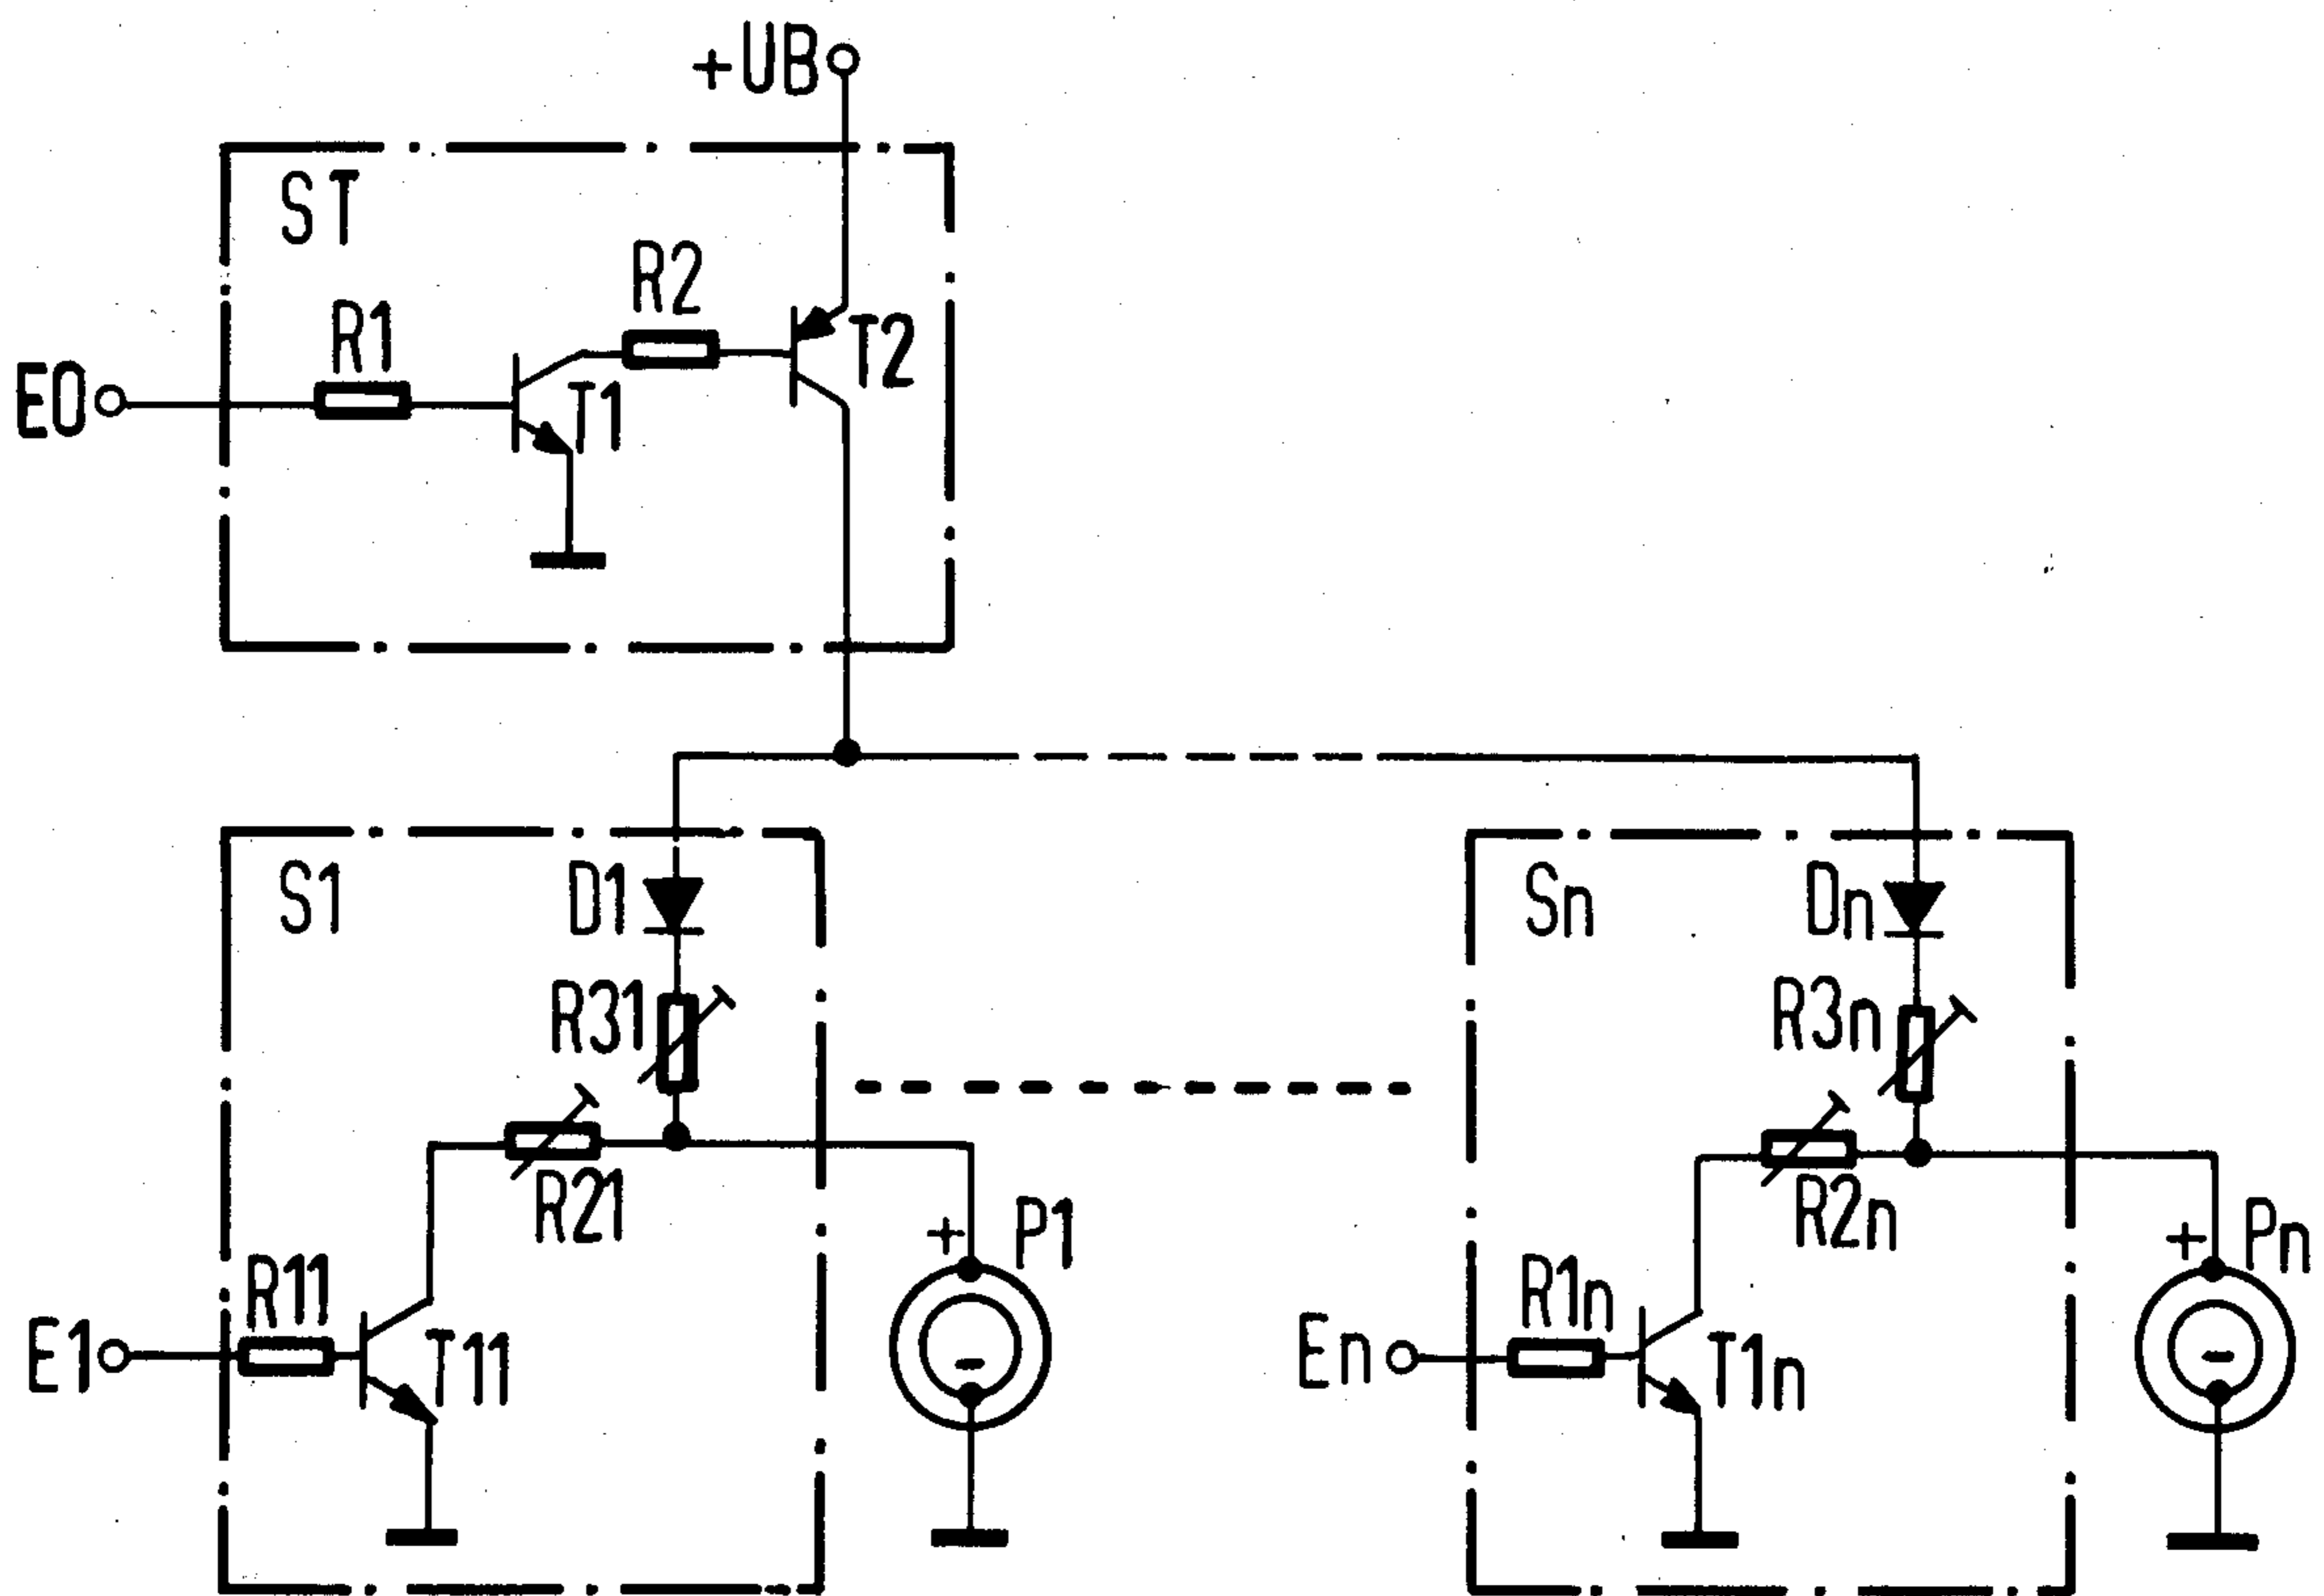 +UB
ST
R2
R1
T2
E0
T1
S1
D1
Sn
Dn
R31
R3n
R21
R2n
+
P1
+
Pn
R11
R1n
E1
T11
-
En
T1n
-